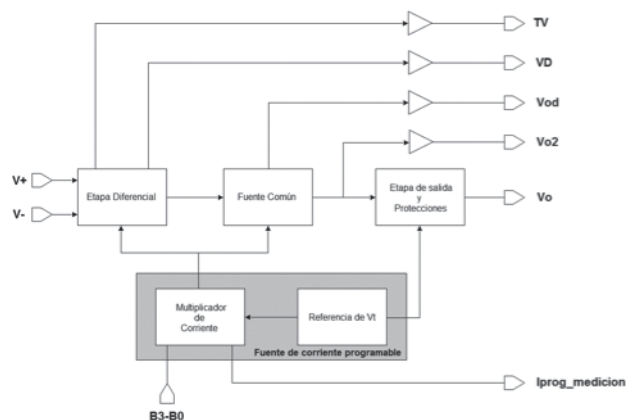 TV
VD
Vod
Vo2
V+
V-
Etapa Diferencial
Fuente Común
Etapa de salida
y
Protecciones
Vo
Multiplicador
de
Corriente
Referencia de Vt
Fuente de corriente programable
Iprog_medicion
B3-B0